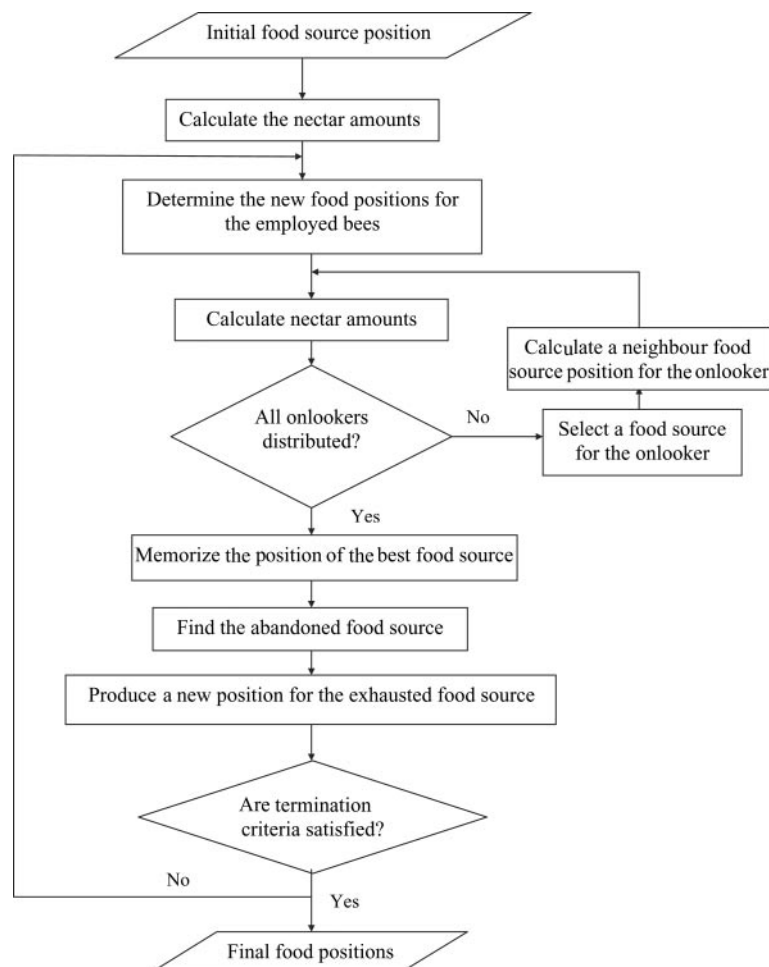 Initial food source position
Calculate the nectar amounts
Determine the new food positions for
the employed bees
Calculate nectar amounts
Calculate a neighbour food
source position for the onlooker
All onlookers
distributed?
No
Select a food source
for the onlooker
Yes
Memorize the position of the best food source
Find the abandoned food source
Produce a new position for the exhausted food source
Are termination
criteria satisfied?
No
Yes
Final food positions